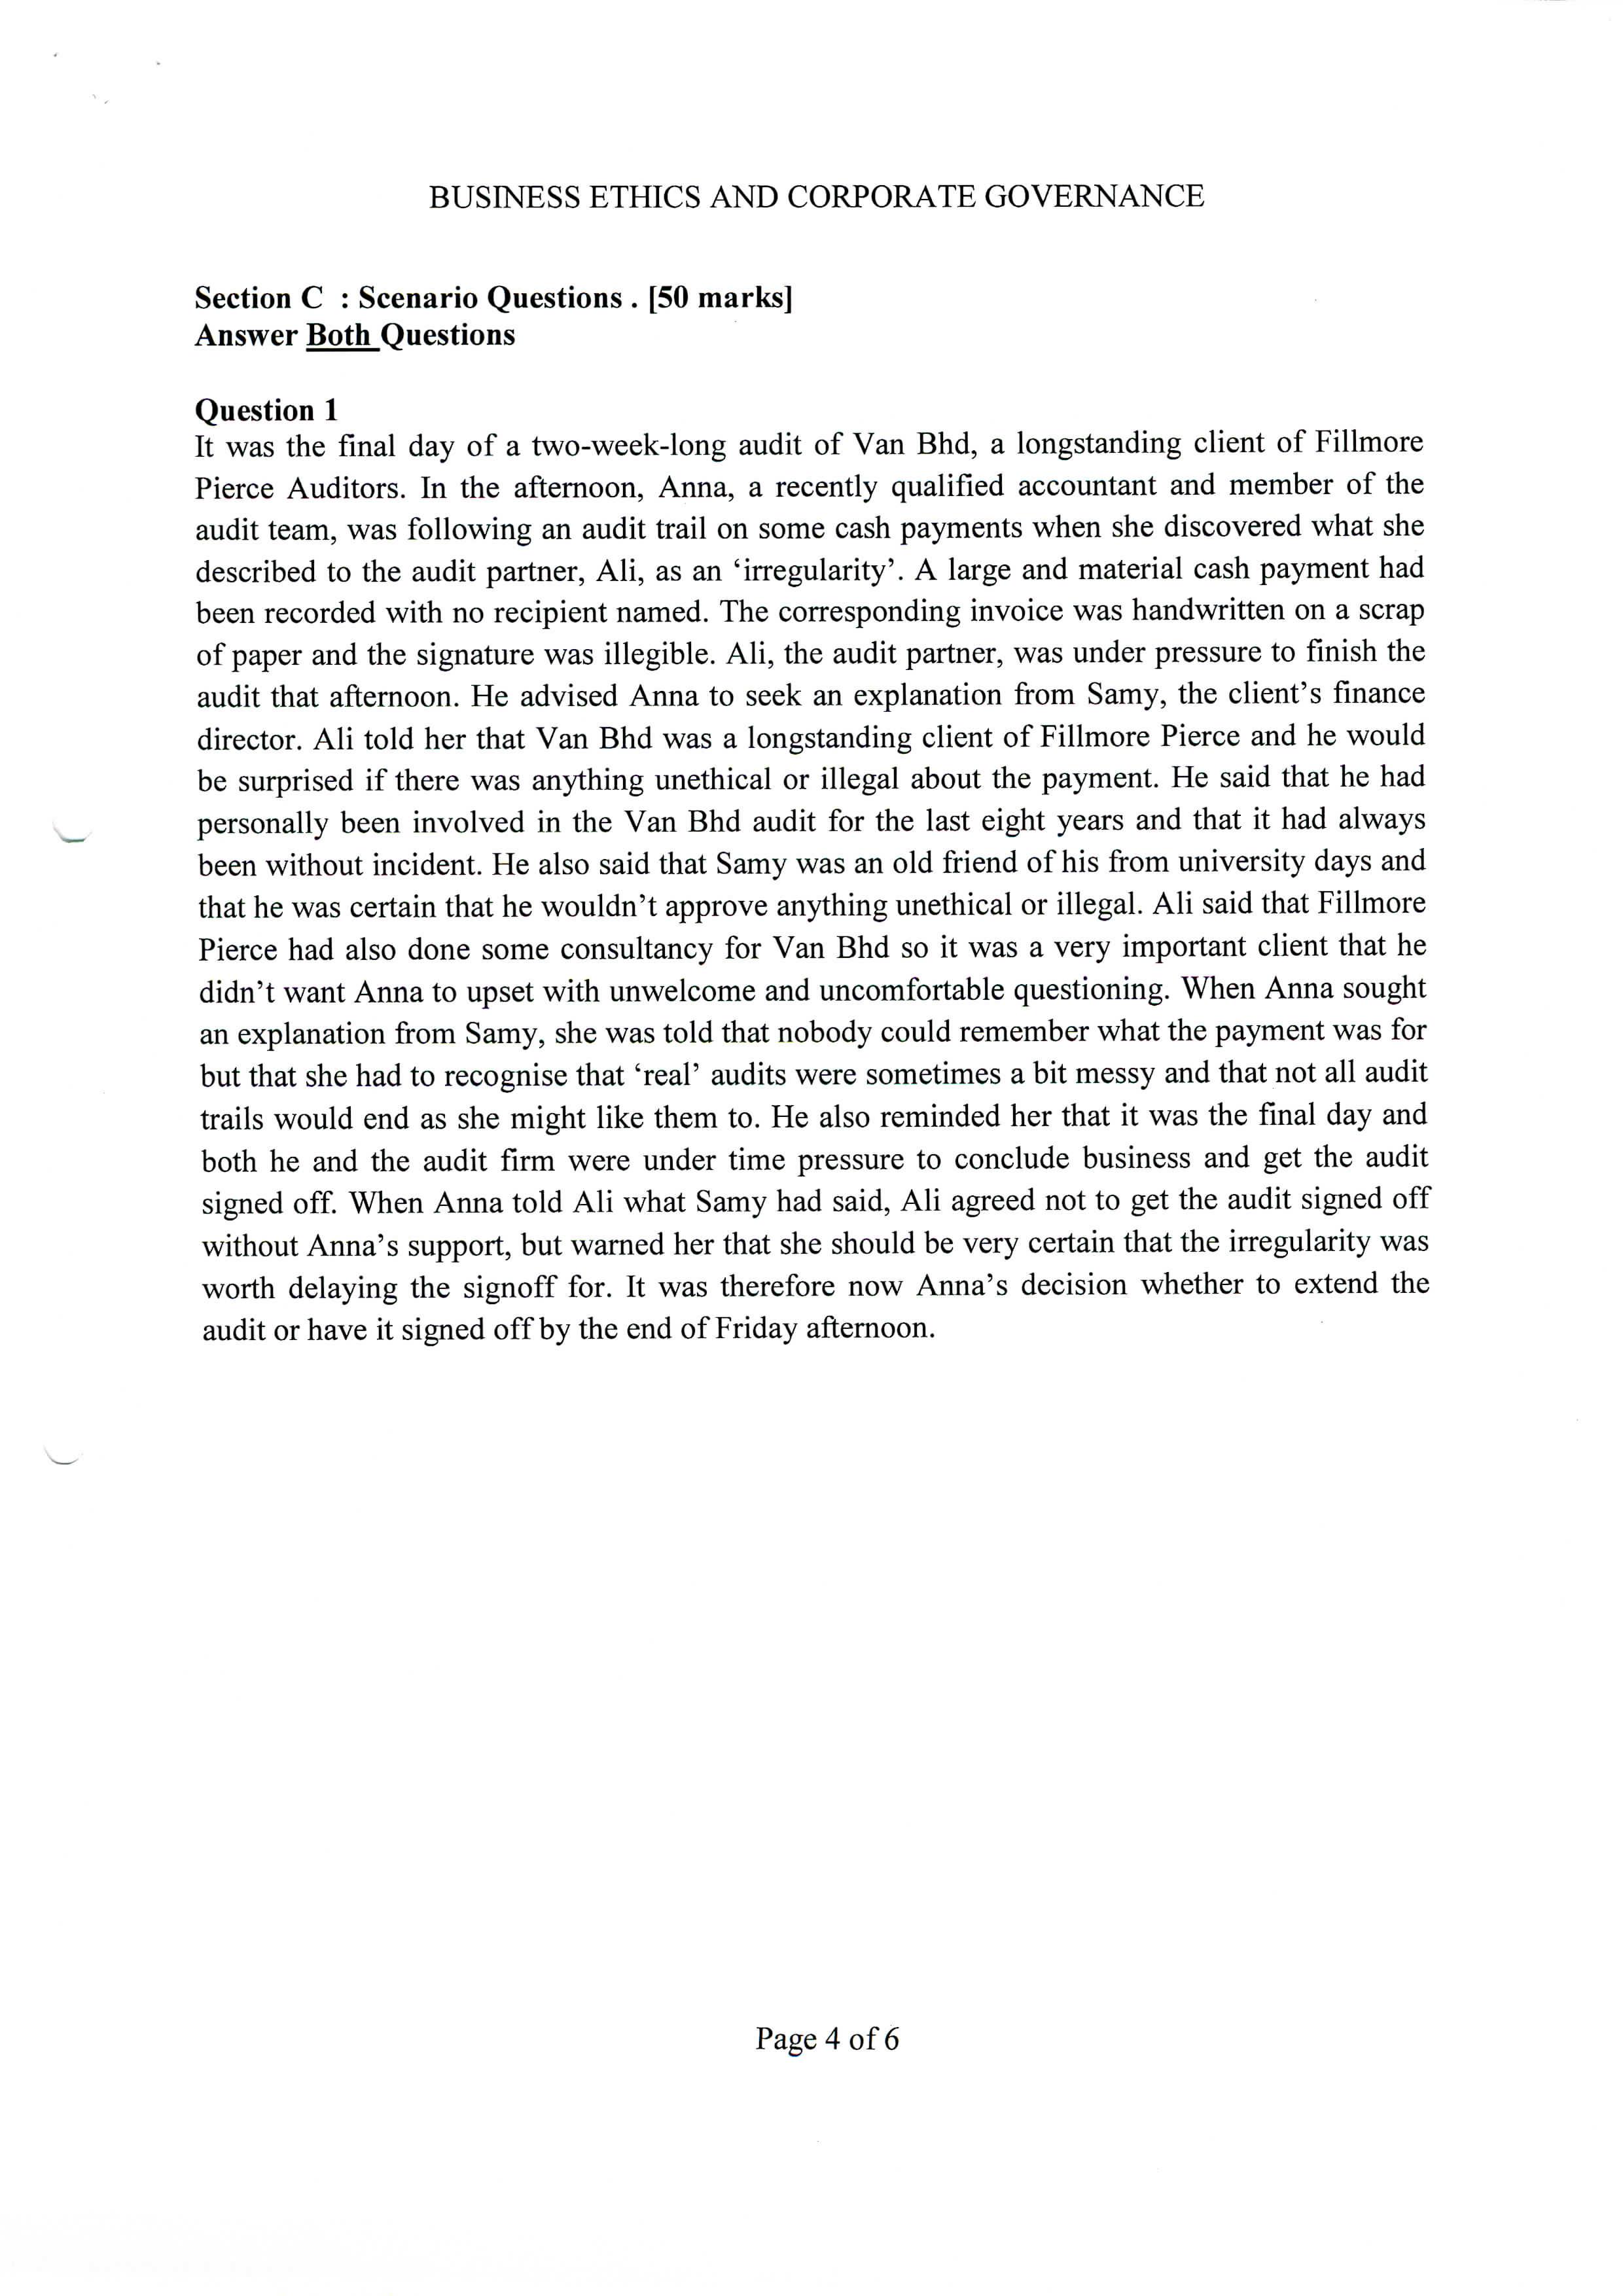 BUSINESS ETHICS AND CORPORATE GOVERNANCE
Section C : Scenario Questions . [50 marks]
Answer Both Questions
Question 1
It was the final day of a two-week-long audit of Van Bhd, a longstanding client of Fillmore
Pierce Auditors. In the afternoon, Anna, a recently qualified accountant and member of the
audit team, was following an audit trail on some cash payments when she discovered what she
described to the audit partner, Ali, as an ‘irregularity’. A large and material cash payment had
been recorded with no recipient named. The corresponding invoice was handwritten on a scrap
of paper and the signature was illegible. Ali, the audit partner, was under pressure to finish the
audit that afternoon. He advised Anna to seek an explanation from Samy, the client’s finance
director. Ali told her that Van Bhd was a longstanding client of Fillmore Pierce and he would
be surprised if there was anything unethical or illegal about the payment. He said that he had
personally been involved in the Van Bhd audit for the last eight years and that it had always
been without incident. He also said that Samy was an old friend of his from university days and
that he was certain that he wouldn’t approve anything unethical or illegal. Ali said that Fillmore
Pierce had also done some consultancy for Van Bhd so it was a very important client that he
didn’t want Anna to upset with unwelcome and uncomfortable questioning. When Anna sought
an explanation from Samy, she was told that nobody could remember what the payment was for
but that she had to recognise that ‘real’ audits were sometimes a bit messy and that not all audit
trails would end as she might like them to. He also reminded her that it was the final day and
both he and the audit firm were under time pressure to conclude business and get the audit
signed off. When Anna told Ali what Samy had said, Ali agreed not to get the audit signed off
without Anna’s support, but warned her that she should be very certain that the irregularity was
worth delaying the signoff for. It was therefore now Anna’s decision whether to extend the
audit or have it signed off by the end of Friday afternoon.
Page 4 of 6